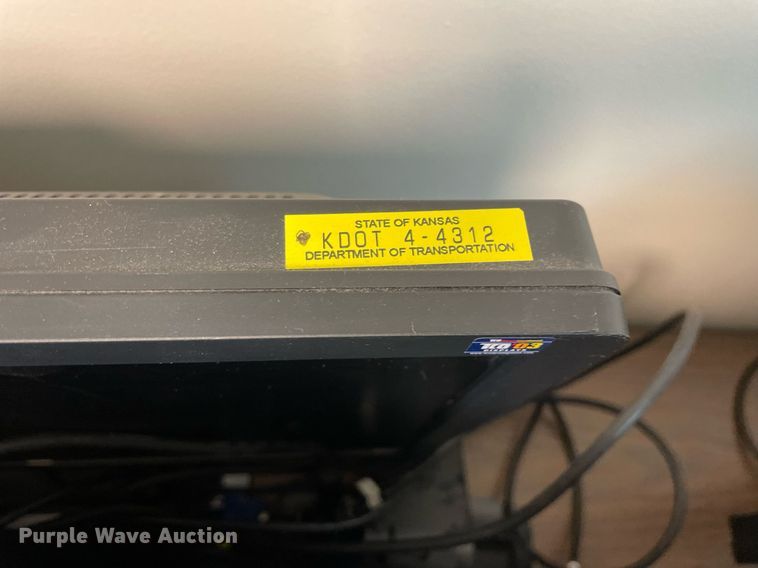 STATE OF KANSAS
KDOT 4-4312
DEPARTMENT OF TRANSPORTATION
Purple Wave Auction